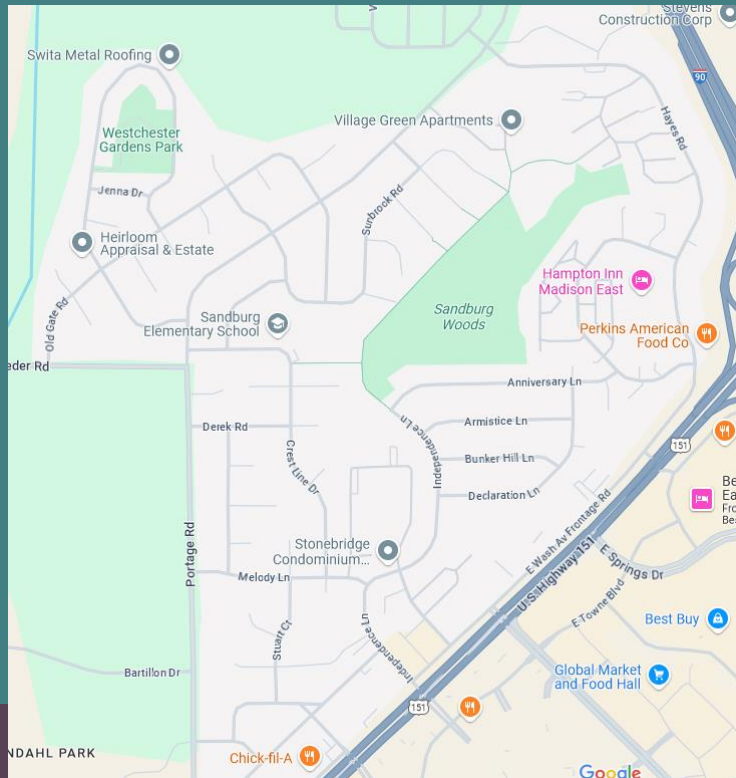 Stevens
Construction Corp
Swita Metal Roofing
90
Village Green Apartments
Hayes Rd
Westchester
Gardens Park
Jenna Dr
Surbrook Rd
Heirloom
Appraisal & Estate
Hampton Inn
Madison East
Old Gate Rd
Sandburg
Elementary School
Sandburg
Woods
Perkins American
Food Co
eder Rd
Anniversary Ln
Independence Ln
Armistice Ln
Derek Rd
151
Crest Line Dr
Bunker Hill Ln
Declaration Ln
Be
Ea
Fro
Bes
E Wash Av Frontage Rd
Portage Rd
Stonebridge
Condominium...
U.S. Highway 151
E Springs Dr
Melody Ln
E Towne Blvd
Best Buy
Stuart Ct
Independence Ln
Bartillon Dr
Global Market
and Food Hall
151
NDAHL PARK
Chick-fil-A
Google